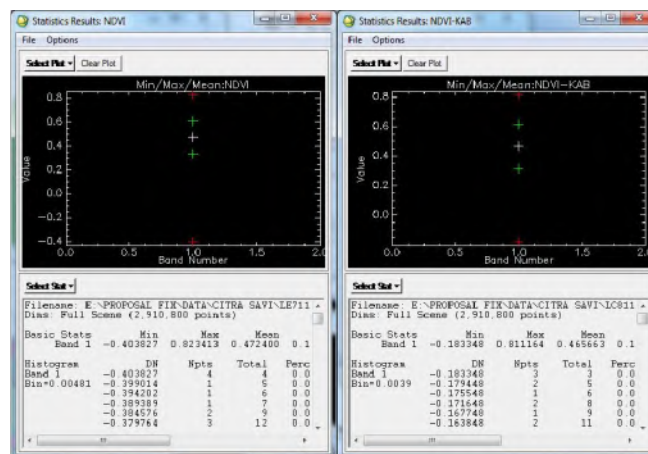 Statistics Results: NDVI
File Options
Select Plot Clear Plot
Min/Max/Mean:NDVI
0.8
0.6
0.4
0.2
0.0
-0.2
-0.4
Value
0.0 0.5 1.0 1.5 2.0
Band Number
Select Stat
Filename: E:\PROPOSAL FIX\DATA\CITRA SAVI\LE711
Dims: Full Scene (2,910,800 points)
Basic Stats Min Max Mean
Band 1 -0.403827 0.823413 0.472400 0.1
Histogram DN Npts Total Perc
Band 1 -0.403827 4 4 0.0
Bin=0.00481 -0.399014 1 5 0.0
-0.394202 1 6 0.0
-0.389389 1 7 0.0
-0.384576 2 9 0.0
-0.379764 3 12 0.0
Statistics Results: NDVI-KAB
File Options
Select Plot Clear Plot
Min/Max/Mean:NDVI-KAB
0.8
0.6
0.4
0.2
0.0
Value
0.0 0.5 1.0 1.5 2.0
Band Number
Select Stat
Filename: E:\PROPOSAL FIX\DATA\CITRA SAVI\LC811
Dims: Full Scene (2,910,800 points)
Basic Stats Min Max Mean
Band 1 -0.183348 0.811164 0.465663 0.1
Histogram DN Npts Total Perc
Band 1 -0.183348 3 3 0.0
Bin=0.0039 -0.179448 2 5 0.0
-0.175548 1 6 0.0
-0.171648 2 8 0.0
-0.167748 1 9 0.0
-0.163848 2 11 0.0